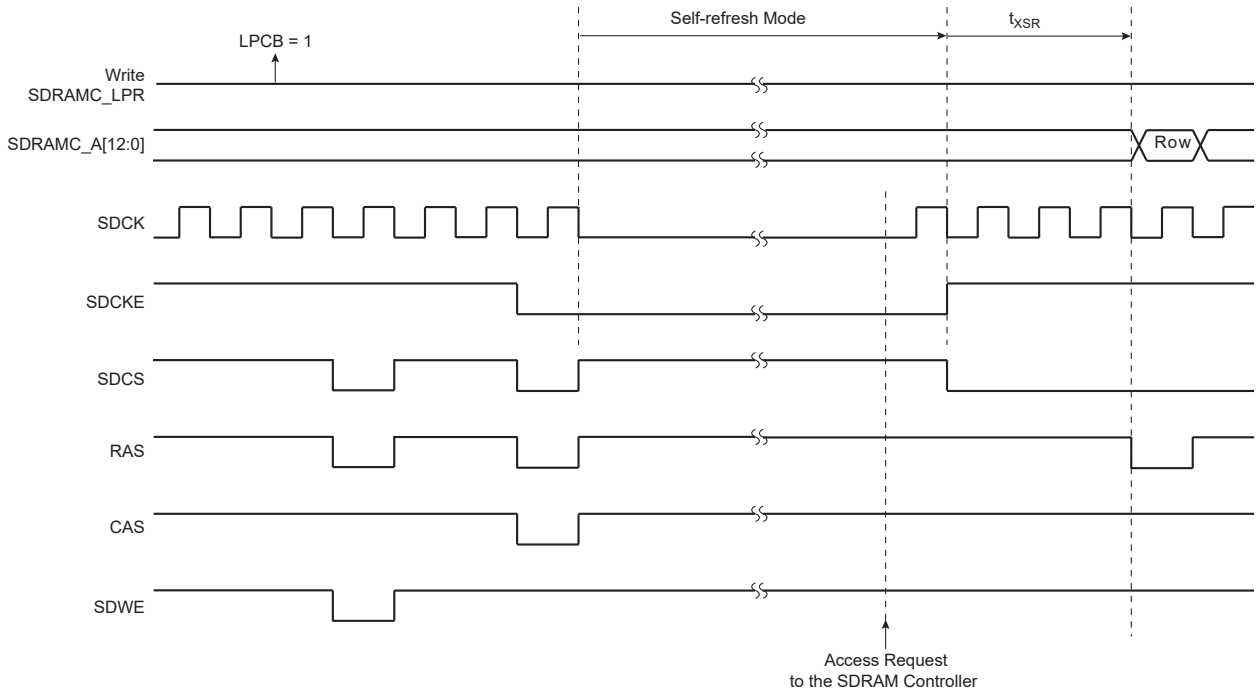 Self-refresh Mode
tXSR
LPCB = 1
Write
SDRAMC_LPR
SDRAMC_A[12:0]
Row
SDCK
SDCKE
SDCS
RAS
CAS
SDWE
Access Request
to the SDRAM Controller